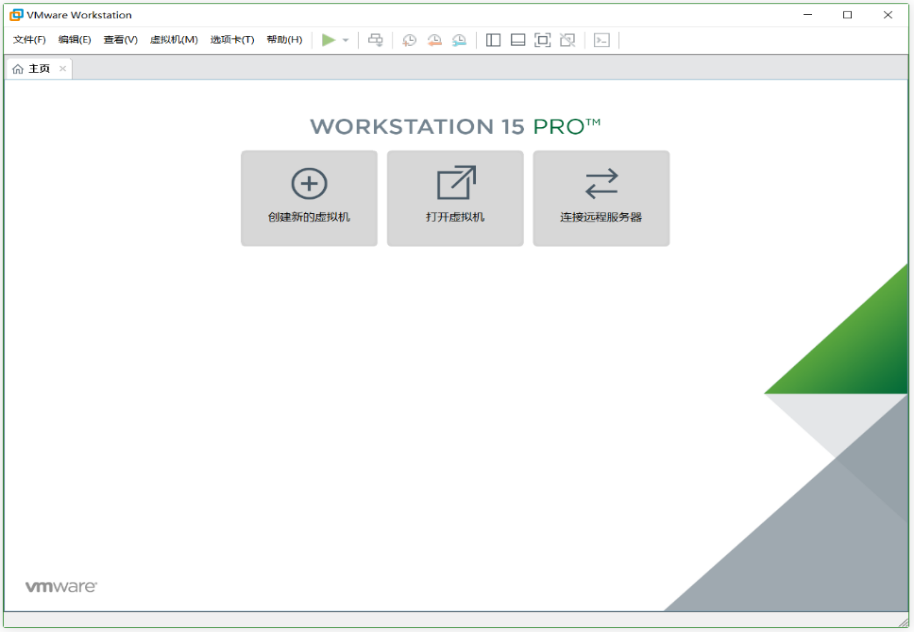 VMware Workstation
文件(F) 编辑(E) 查看(V) 虚拟机(M) 选项卡(T) 帮助(H)
主页
WORKSTATION 15 PRO™
创建新的虚拟机 打开虚拟机 连接远程服务器
vmware®